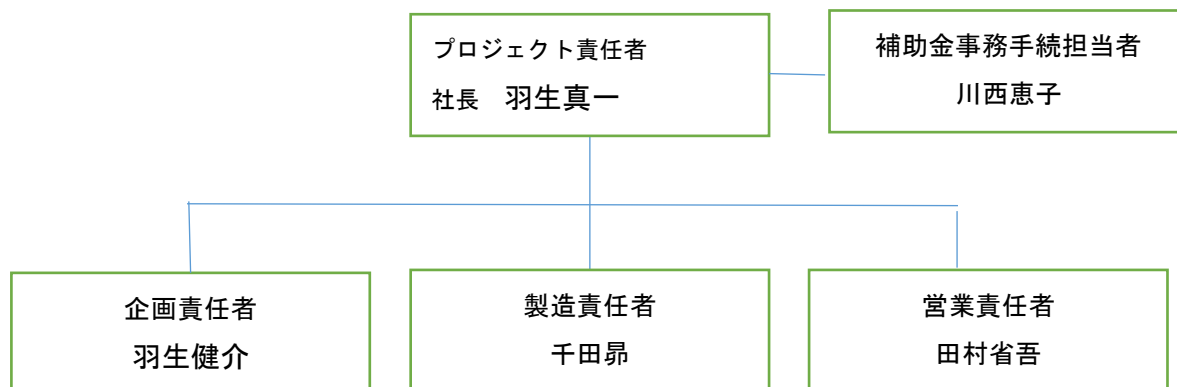 プロジェクト責任者
社長　羽生真一
補助金事務手続担当者
川西恵子
企画責任者
羽生健介
製造責任者
千田昴
営業責任者
田村省吾